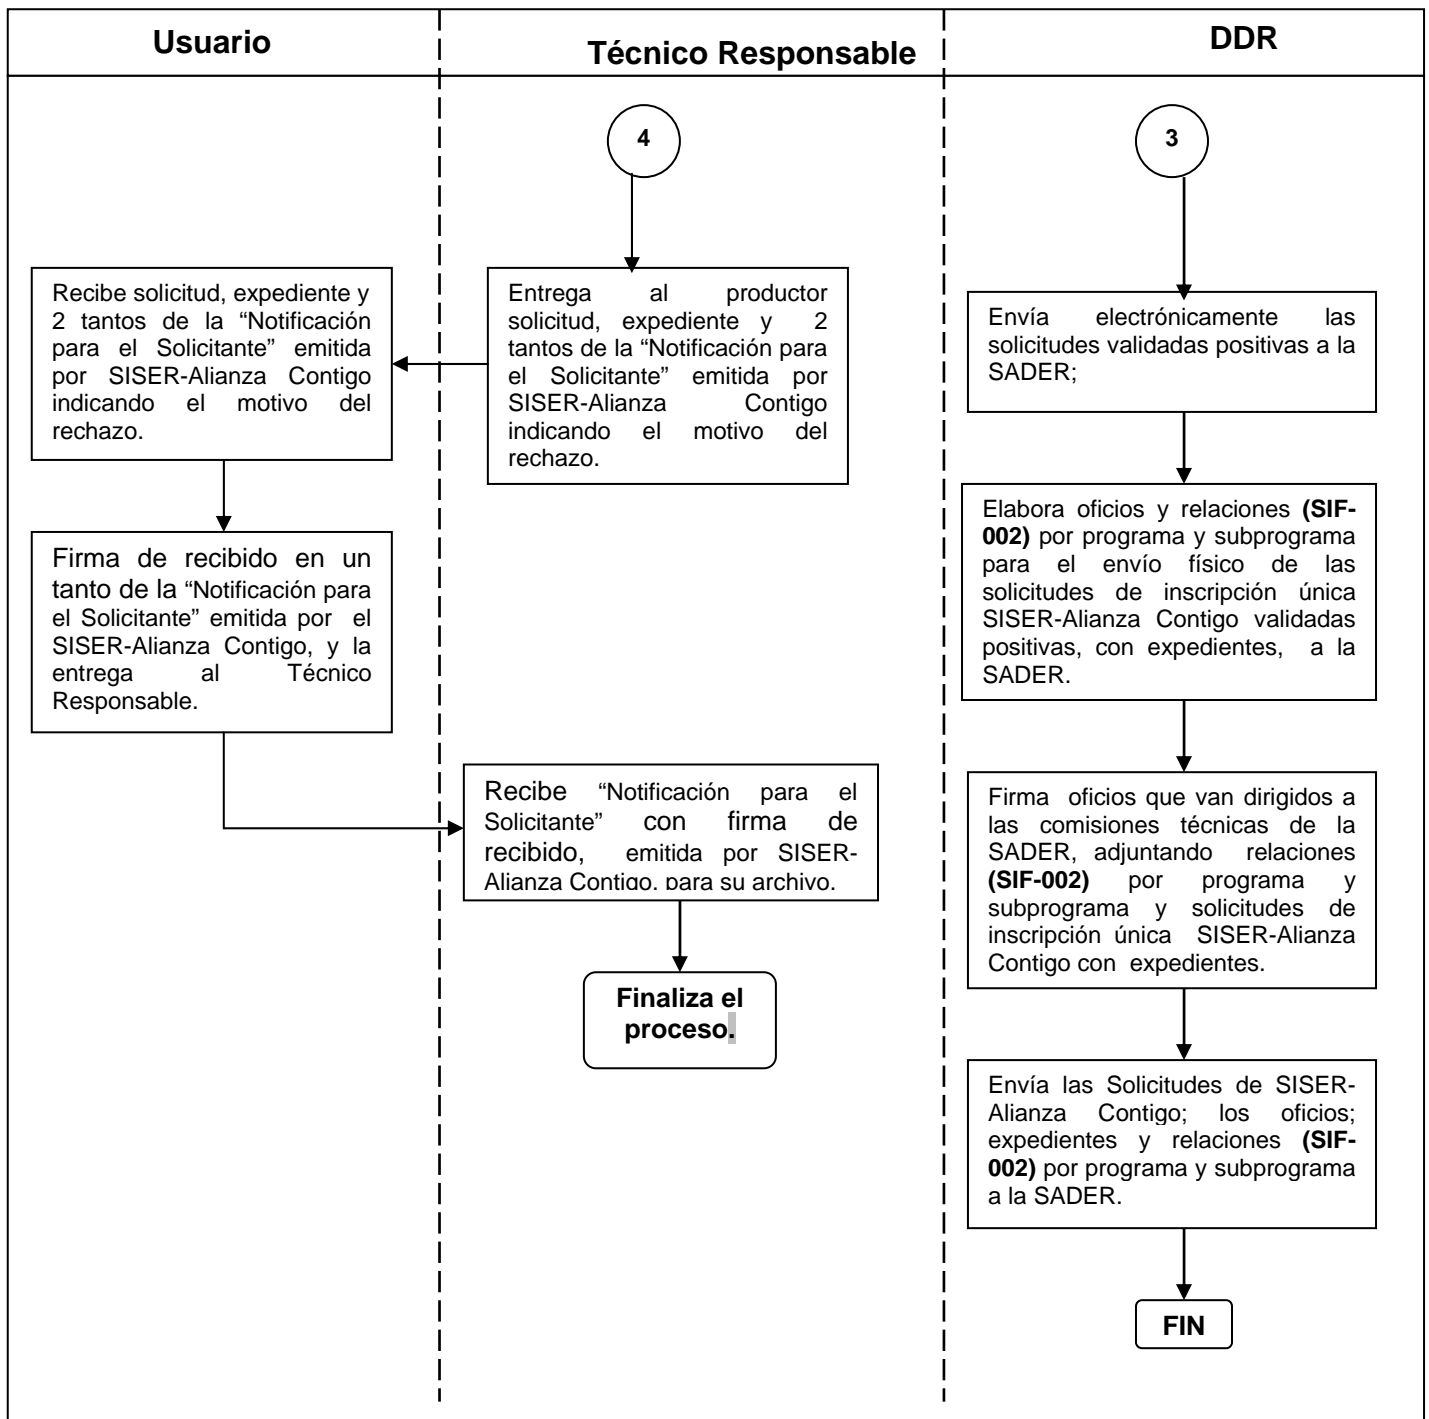 Usuario
Técnico Responsable
DDR
4
3
Recibe solicitud, expediente y
2 tantos de la “Notificación
para el Solicitante” emitida
por SISER-Alianza Contigo
indicando el motivo del
rechazo.
Entrega al productor
solicitud, expediente y 2
tantos de la “Notificación para
el Solicitante” emitida por
SISER-Alianza Contigo
indicando el motivo del
rechazo.
Envía electrónicamente las
solicitudes validadas positivas a la
SADER;
Firma de recibido en un
tanto de la “Notificación para
el Solicitante” emitida por el
SISER-Alianza Contigo, y la
entrega al Técnico
Responsable.
Elabora oficios y relaciones (SIF-
002) por programa y subprograma
para el envío físico de las
solicitudes de inscripción única
SISER-Alianza Contigo validadas
positivas, con expedientes, a la
SADER.
Recibe “Notificación para el
Solicitante” con firma de
recibido, emitida por SISER-
Alianza Contigo, para su archivo.
Firma oficios que van dirigidos a
las comisiones técnicas de la
SADER, adjuntando relaciones
(SIF-002) por programa y
subprograma y solicitudes de
inscripción única SISER-Alianza
Contigo con expedientes.
Finaliza el
proceso.
Envía las Solicitudes de SISER-
Alianza Contigo; los oficios;
expedientes y relaciones (SIF-
002) por programa y subprograma
a la SADER.
FIN